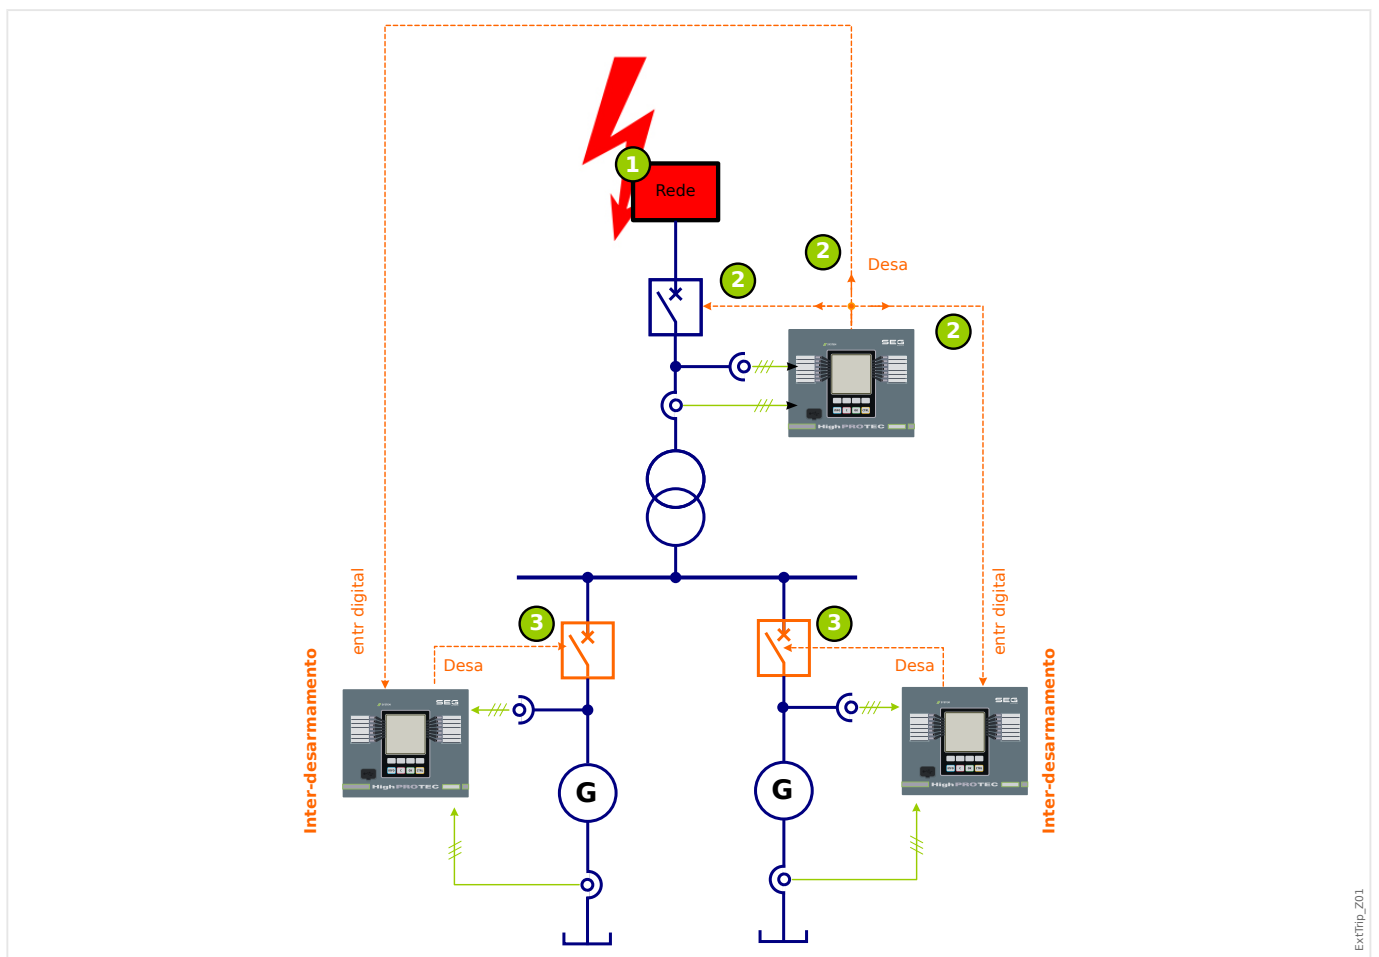 1
Rede
2
Desa
2
2
SEG
HighPROTEC
entr digital
entr digital
3
3
Desa
Desa
Inter-desarmamento
Inter-desarmamento
SEG
SEG
HighPROTEC
HighPROTEC
G
G
ExtTrip_Z01